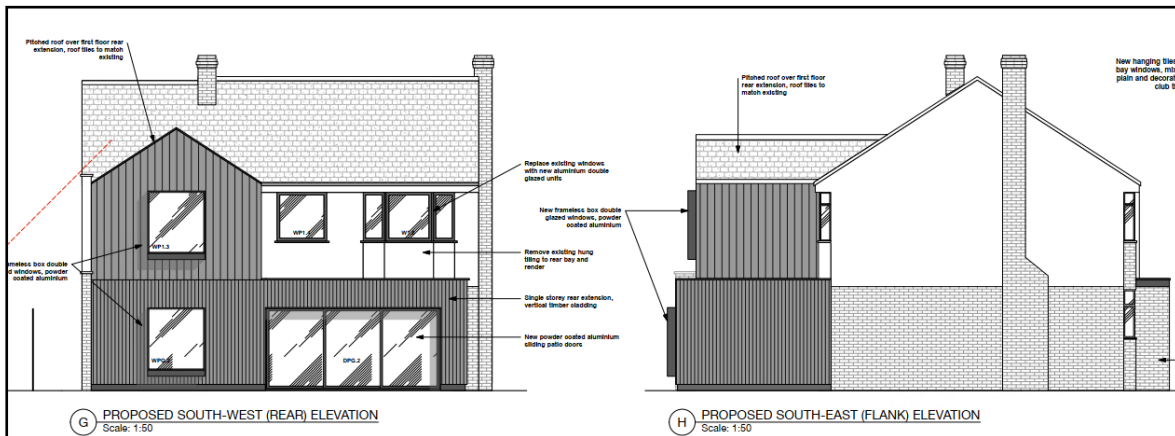 Pitched roof over first floor rear
extension, roof tiles to match
existing
Replace existing windows
with new aluminium double
glazed units
WP1.3
WP1.4
Remove existing hung
tiling to rear bay and
render
frameless box double
windows, powder
coated aluminium
Single storey rear extension,
vertical timber cladding
New powder coated aluminium
sliding patio doors
DPG.2
G
PROPOSED SOUTH-WEST (REAR) ELEVATION
Scale: 1:50
Pitched roof over first floor
rear extension, roof tiles to
match existing
New frameless box double
glazed windows, powder
coated aluminium
New hanging tiles
bay windows, mix
plain and decorat
club ti
H
PROPOSED SOUTH-EAST (FLANK) ELEVATION
Scale: 1:50